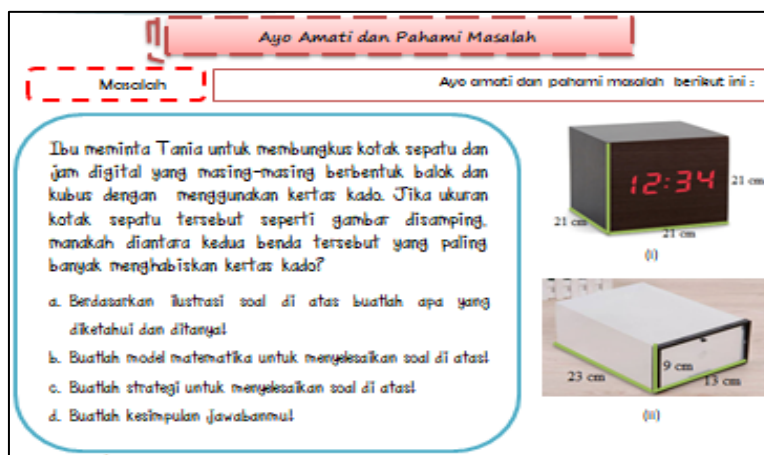 Ayo Amati dan Pahami Masalah
Masalah
Ayo amati dan pahami masalah berikut ini :
Ibu meminta Tania untuk membungkus kotak sepatu dan
jam digital yang masing-masing berbentuk balok dan
kubus dengan menggunakan kertas kado. Jika ukuran
kotak sepatu tersebut seperti gambar disamping,
manakah diantara kedua benda tersebut yang paling
banyak menghabiskan kertas kado?
a. Berdasarkan ilustrasi soal di atas buatlah apa yang
diketahui dan ditanya!
b. Buatlah model matematika untuk menyelesaikan soal di atas!
c. Buatlah strategi untuk menyelesaikan soal di atas!
d. Buatlah kesimpulan jawabanmu!
12:34
21 cm
21 cm
21 cm
(i)
9 cm
23 cm
13 cm
(ii)